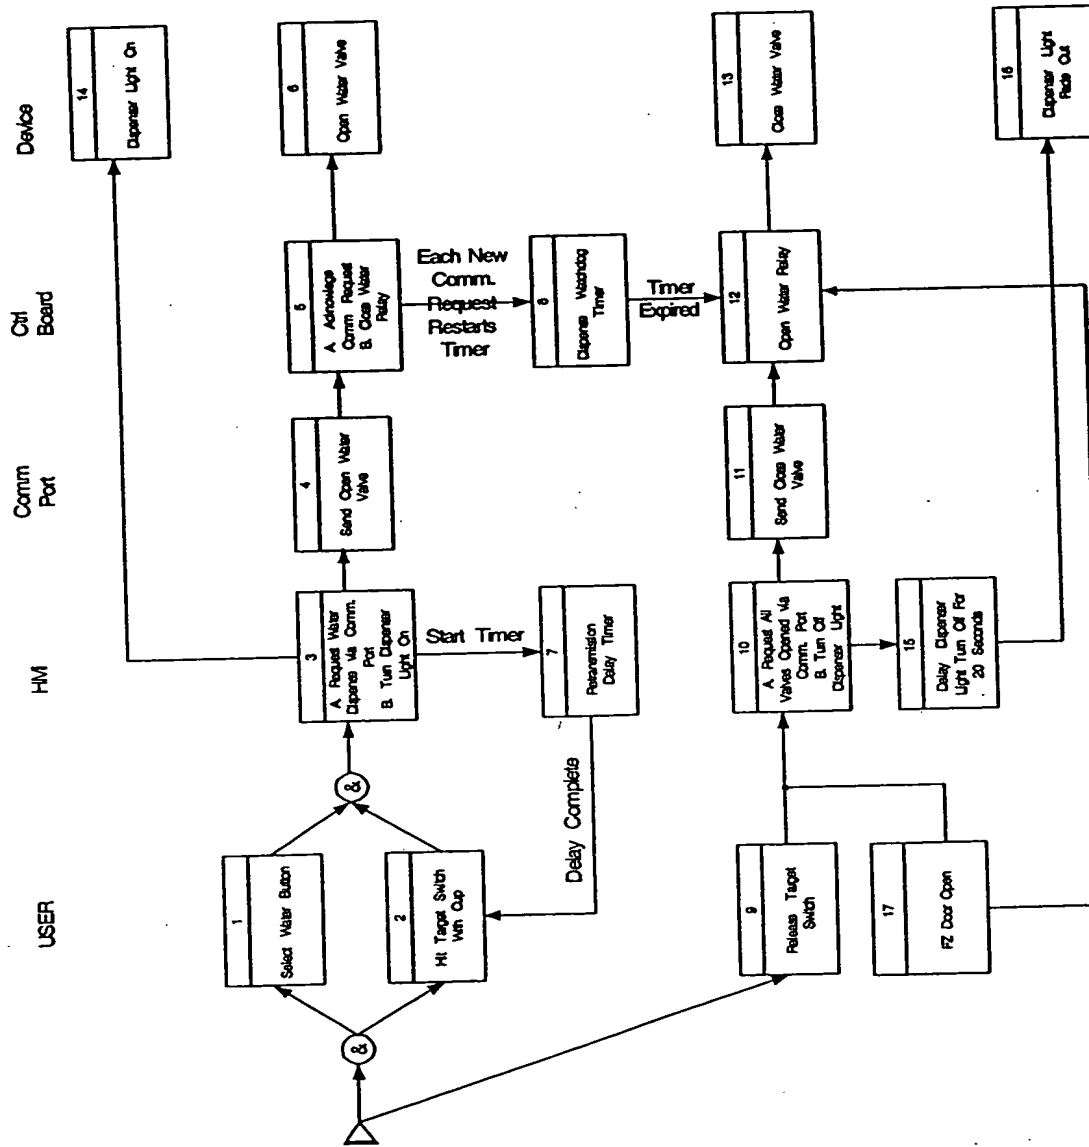 USER
HM
Comm
Port
Ctrl
Board
Device
&
1
Select Water Button
2
Hit Target Switch
With Cup
&
3
A. Request Water
Dispense via Comm.
Port
B. Turn Dispenser
Light On
4
Send Open Water
Valve
5
A. Acknowlege
Comm Request
B. Close Water
Relay
6
Open Water Valve
14
Dispenser Light On
Start Timer
7
Retransmission
Delay Timer
Delay Complete
Each New
Comm.
Request
Restarts
Timer
8
Dispense Watchdog
Timer
Timer
Expired
9
Release Target
Switch
10
A. Request All
Valves Opened via
Comm. Port
B. Turn Off
Dispenser Light
11
Send Close Water
Valve
12
Open Water Relay
13
Close Water Valve
15
Delay Dispenser
Light Turn Off For
20 Seconds
16
Dispenser Light
Fade Out
17
FZ Door Open